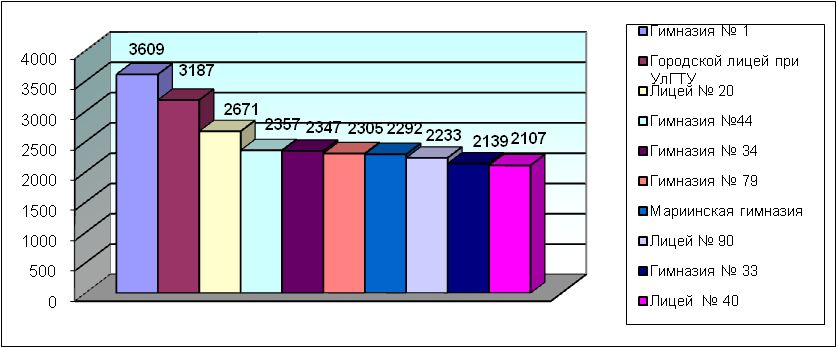 3609
3187
2671
2357
2347
2305
2292
2233
2139
2107
4000
3500
3000
2500
2000
1500
1000
500
0
Гимназия № 1
Городской лицей при
УлГТУ
Лицей № 20
Гимназия №44
Гимназия № 34
Гимназия № 79
Мариинская гимназия
Лицей № 90
Гимназия № 33
Лицей № 40